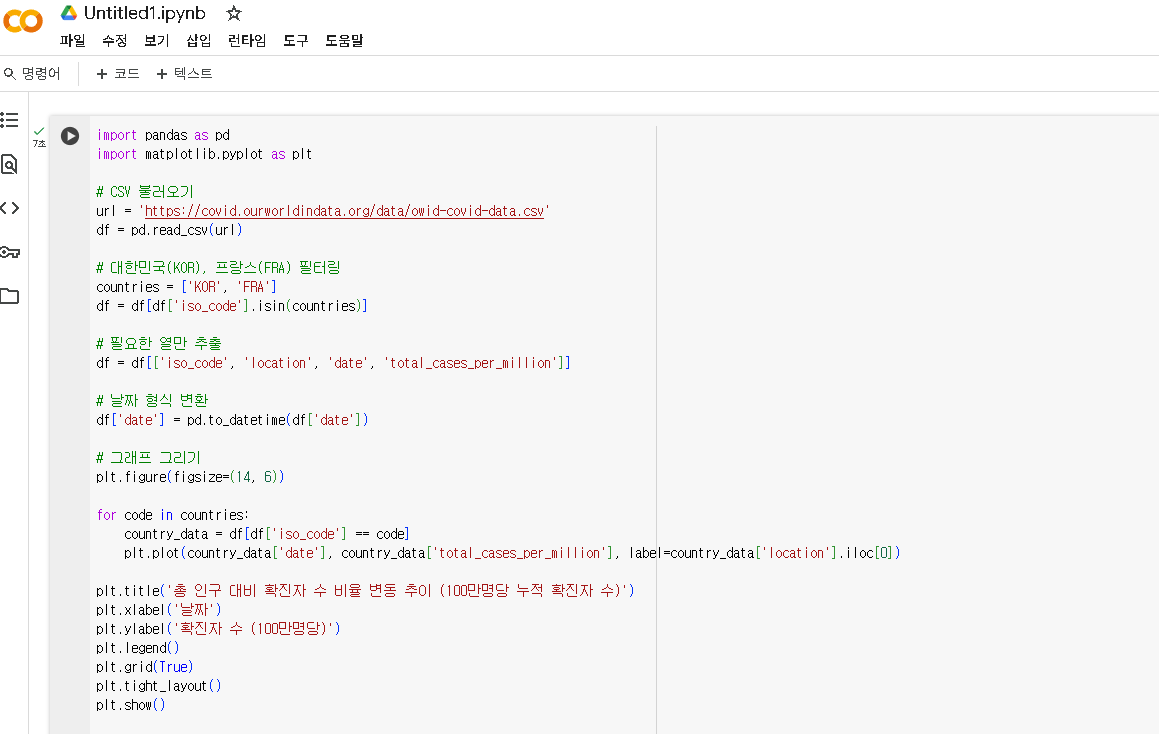 Untitled1.ipynb
파일 수정 보기 삽입 런타임 도구 도움말
명령어 + 코드 + 텍스트
7초
import pandas as pd
import matplotlib.pyplot as plt
# CSV 불러오기
url = 'https://covid.ourworldindata.org/data/owid-covid-data.csv'
df = pd.read_csv(url)
# 대한민국(KOR), 프랑스(FRA) 필터링
countries = ['KOR', 'FRA']
df = df[df['iso_code'].isin(countries)]
# 필요한 열만 추출
df = df[['iso_code', 'location', 'date', 'total_cases_per_million']]
# 날짜 형식 변환
df['date'] = pd.to_datetime(df['date'])
# 그래프 그리기
plt.figure(figsize=(14, 6))
for code in countries:
    country_data = df[df['iso_code'] == code]
    plt.plot(country_data['date'], country_data['total_cases_per_million'], label=country_data['location'].iloc[0])
plt.title('총 인구 대비 확진자 수 비율 변동 추이 (100만명당 누적 확진자 수)')
plt.xlabel('날짜')
plt.ylabel('확진자 수 (100만명당)')
plt.legend()
plt.grid(True)
plt.tight_layout()
plt.show()